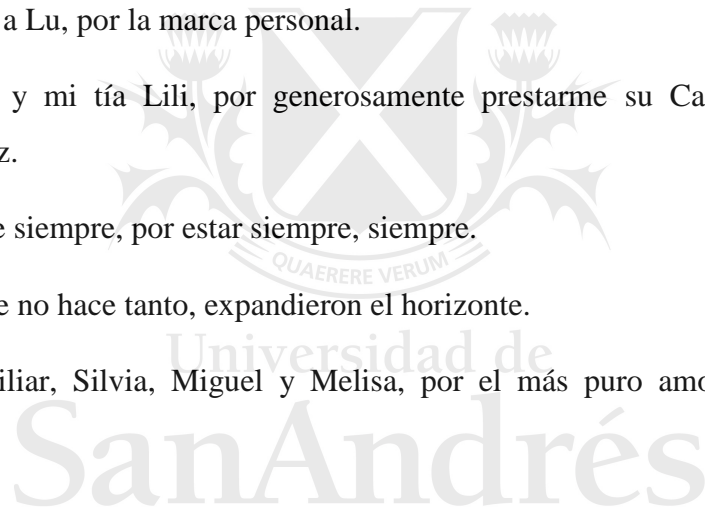 a Lu, por la marca personal.
y mi tía Lili, por generosamente prestarme su Ca
z.
e siempre, por estar siempre, siempre.
QUAERERE VERUM
e no hace tanto, expandieron el horizonte.
Universidad de
iliar, Silvia, Miguel y Melisa, por el más puro amo
SanAndrés